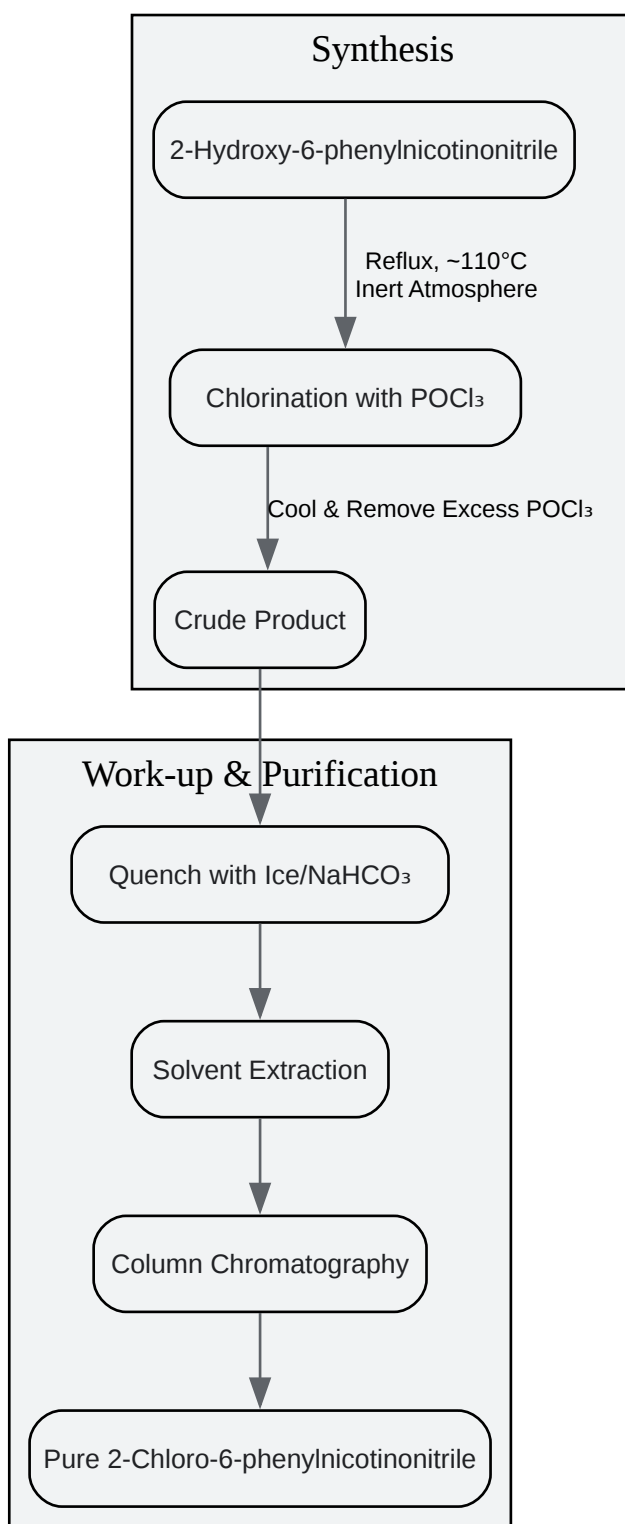 Synthesis
2-Hydroxy-6-phenylnicotinonitrile
Reflux, ~110°C
Inert Atmosphere
Chlorination with POCl₃
Cool & Remove Excess POCl₃
Crude Product
Work-up & Purification
Quench with Ice/NaHCO₃
Solvent Extraction
Column Chromatography
Pure 2-Chloro-6-phenylnicotinonitrile